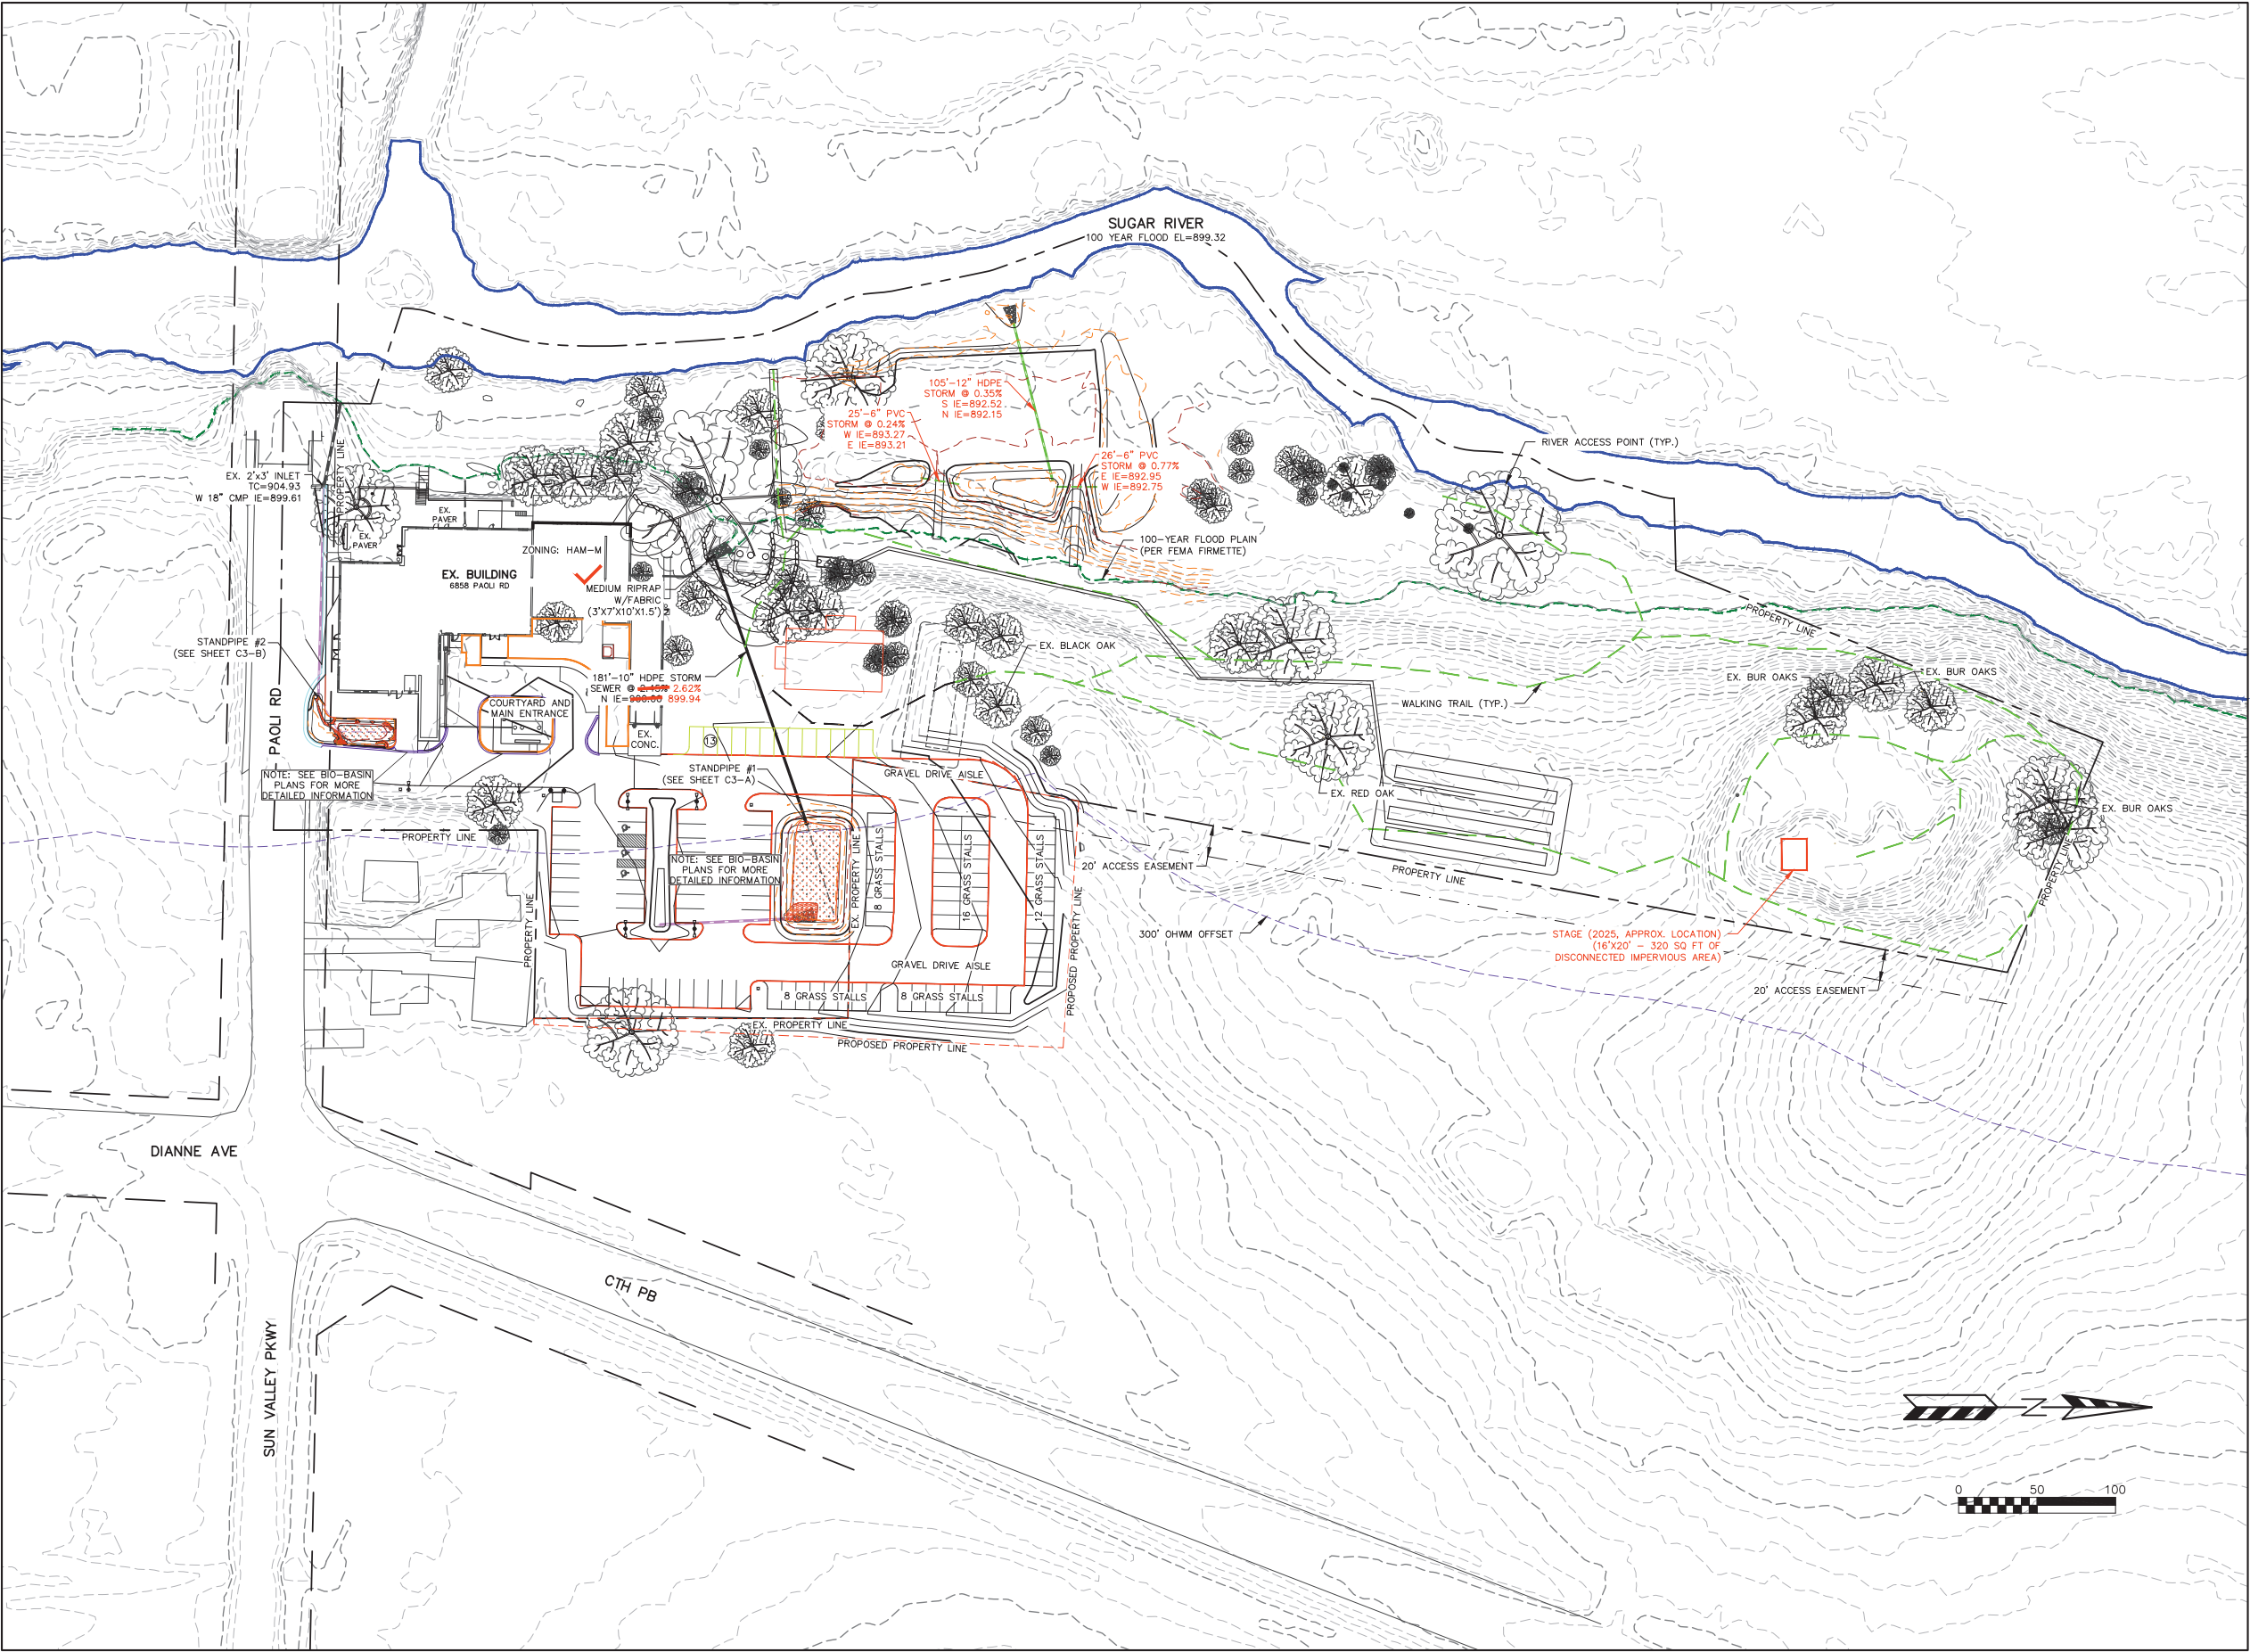 SUGAR RIVER
100 YEAR FLOOD EL=899.32
105'-12" HDPE
STORM @ 0.35%
S IE=892.52
N IE=892.15
25'-6" PVC
STORM @ 0.24%
W IE=893.27
E IE=893.21
26'-6" PVC
STORM @ 0.77%
E IE=892.95
W IE=892.75
RIVER ACCESS POINT (TYP.)
PROPERTY LINE
EX. 2'x3' INLET
TC=904.93
W 18" CMP IE=899.61
EX.
PAVER
EX.
PAVER
ZONING: HAM-M
EX. BUILDING
6858 PAOLI RD
MEDIUM RIPRAP
W/FABRIC
(3'X7'X10'X1.5')
100-YEAR FLOOD PLAIN
(PER FEMA FIRMETTE)
PROPERTY LINE
STANDPIPE #2
(SEE SHEET C3-B)
EX. BLACK OAK
181'-10" HDPE STORM
SEWER @ 2.45% 2.62%
N IE=900.00 899.94
EX. BUR OAKS
EX. BUR OAKS
PAOLI RD
COURTYARD AND
MAIN ENTRANCE
WALKING TRAIL (TYP.)
EX.
CONC.
13
STANDPIPE #1
(SEE SHEET C3-A)
GRAVEL DRIVE AISLE
NOTE: SEE BIO-BASIN
PLANS FOR MORE
DETAILED INFORMATION
EX. RED OAK
EX. BUR OAKS
PROPERTY LINE
NOTE: SEE BIO-BASIN
PLANS FOR MORE
DETAILED INFORMATION
EX. PROPERTY LINE
8 GRASS STALLS
16 GRASS STALLS
12 GRASS STALLS
20' ACCESS EASEMENT
PROPERTY LINE
PROPERTY LINE
PROPERTY LINE
PROPOSED PROPERTY LINE
300' OHWM OFFSET
STAGE (2025, APPROX. LOCATION)
(16'X20' - 320 SQ FT OF
DISCONNECTED IMPERVIOUS AREA)
GRAVEL DRIVE AISLE
20' ACCESS EASEMENT
8 GRASS STALLS
8 GRASS STALLS
EX. PROPERTY LINE
PROPOSED PROPERTY LINE
DIANNE AVE
CTH PB
SUN VALLEY PKWY
N
0
50
100